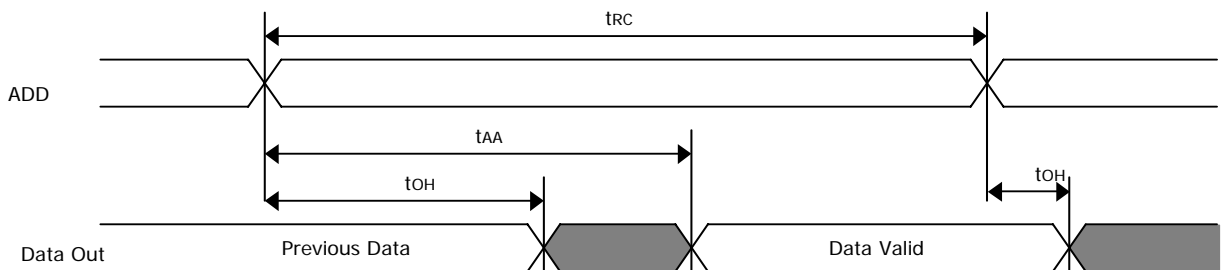 tRC
ADD
tAA
tOH
tOH
Data Out
Previous Data
Data Valid